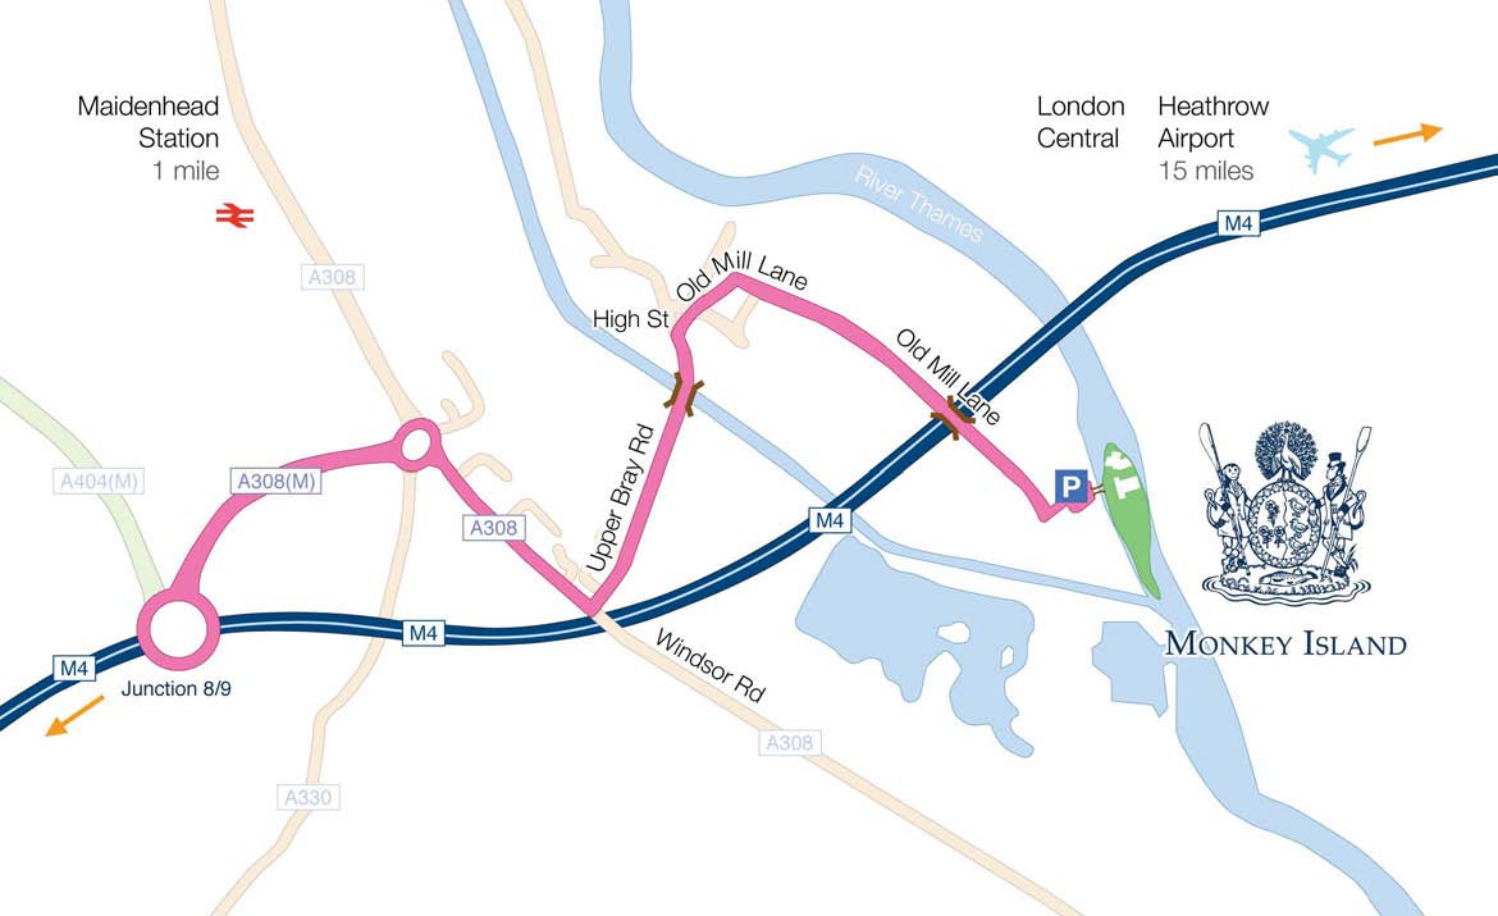 Maidenhead
Station
1 mile
London
Central
Heathrow
Airport
15 miles
River Thames
M4
A308
Old Mill Lane
High St
Old Mill Lane
A404(M)
A308(M)
P
A308
Upper Bray Rd
M4
M4
Windsor Rd
MONKEY ISLAND
M4
Junction 8/9
A308
A330